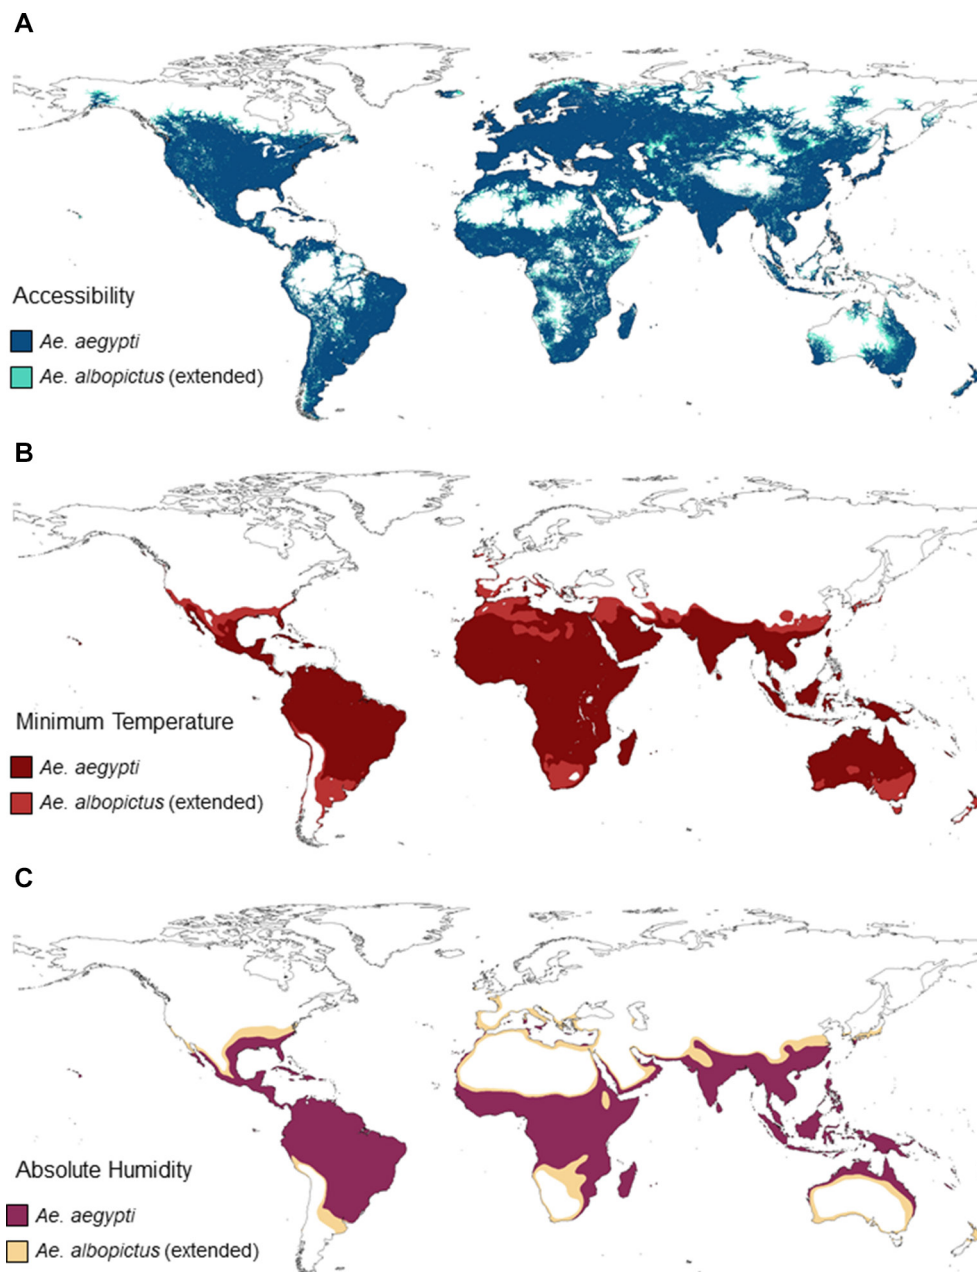 A
Accessibility
Ae. aegypti
Ae. albopictus (extended)
B
Minimum Temperature
Ae. aegypti
Ae. albopictus (extended)
C
Absolute Humidity
Ae. aegypti
Ae. albopictus (extended)